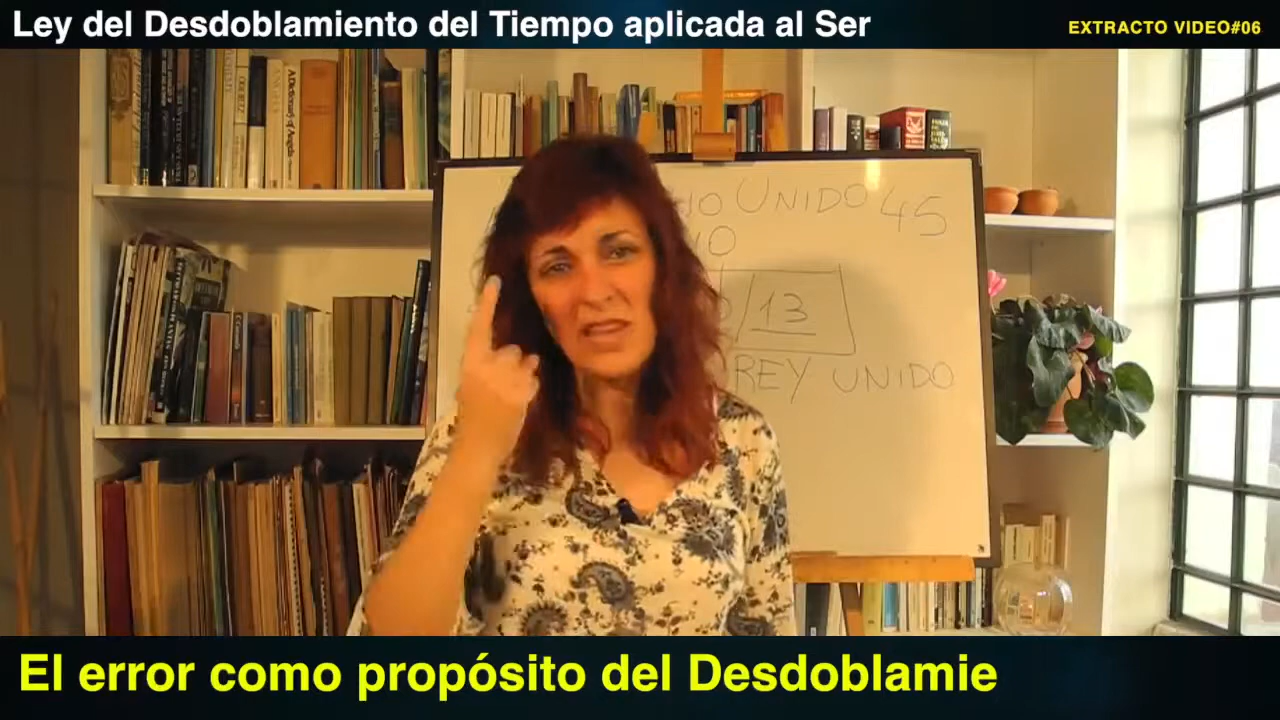 Ley del Desdoblamiento del Tiempo aplicada al Ser
EXTRACTO VIDEO#06
UNIDO 45
13
REY UNIDO
El error como propósito del Desdoblamie